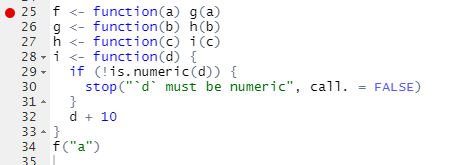 25 f <- function(a) g(a)
26 g <- function(b) h(b)
27 h <- function(c) i(c)
28 i <- function(d) {
29   if (!is.numeric(d)) {
30     stop("`d` must be numeric", call. = FALSE)
31   }
32   d + 10
33 }
34 f("a")
35